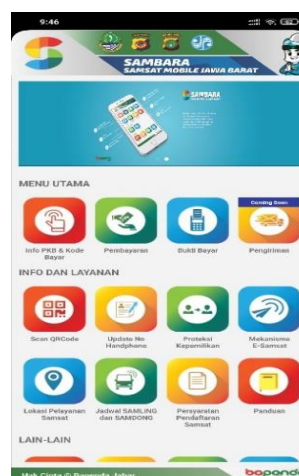 9:46
SAMBARA
SAMSAT MOBILE JAWA BARAT
SAMBARA
MENU UTAMA
Coming Soon
Info PKB & Kode Bayar
Pembayaran
Bukti Bayar
Pengiriman
INFO DAN LAYANAN
Scan QRCode
Update No Handphone
Proteksi Kepemilikan
Mekanisme E-Samsat
Lokasi Pelayanan Samsat
Jadwal SAMLING dan SAMDONG
Persyaratan Pendaftaran Samsat
Panduan
LAIN-LAIN
Hak Cipta © Bapenda Jabar
bapenda